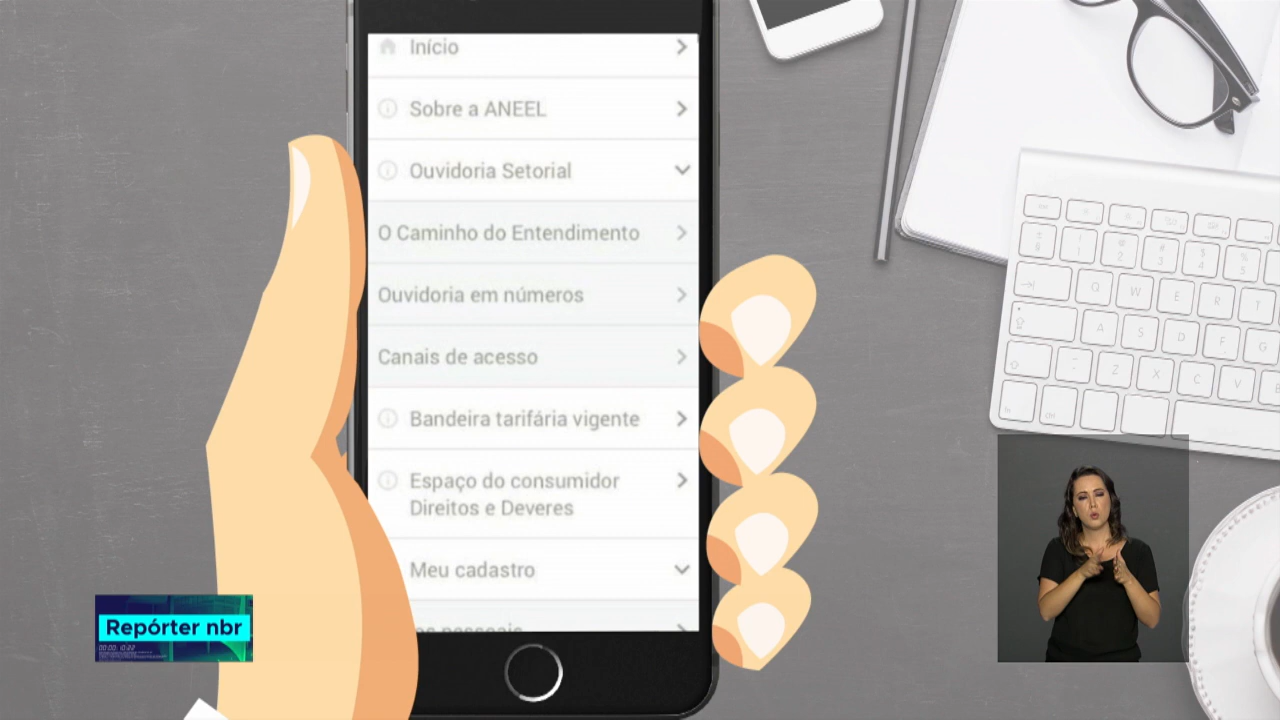 Início
Sobre a ANEEL
Ouvidoria Setorial
O Caminho do Entendimento
Ouvidoria em números
Canais de acesso
Bandeira tarifária vigente
Espaço do consumidor
Direitos e Deveres
Meu cadastro
Repórter nbr
Q W E R T
A S D F G
Z X C V B